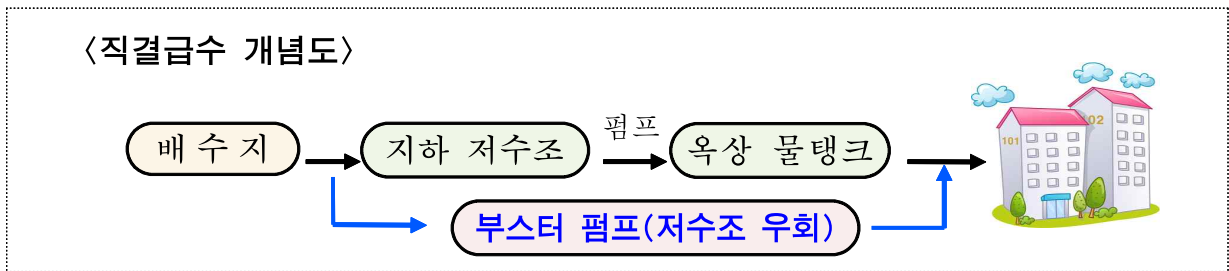 〈직결급수 개념도〉
배 수 지
지하 저수조
펌프
옥상 물탱크
부스터 펌프(저수조 우회)
101
02